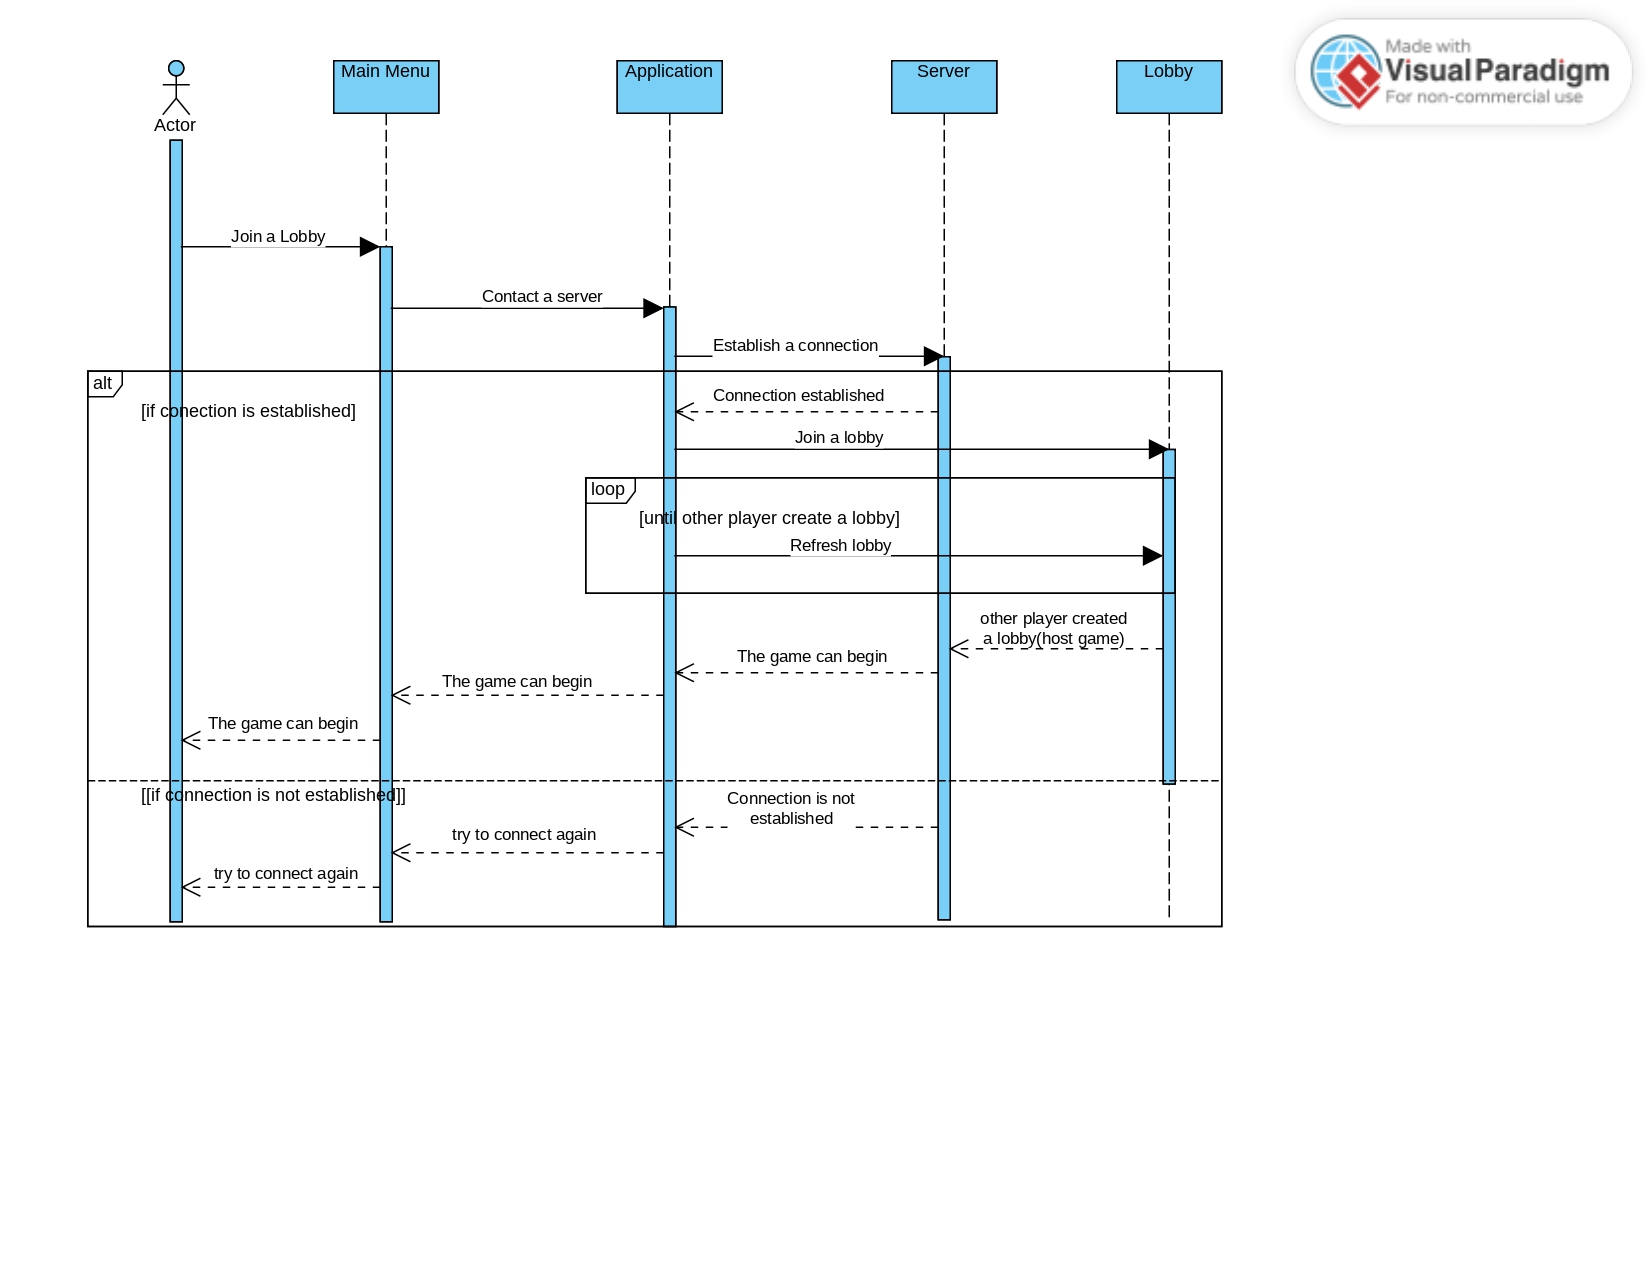 Made with
Visual Paradigm
For non-commercial use
Actor
Main Menu
Application
Server
Lobby
Join a Lobby
Contact a server
Establish a connection
alt
[if conection is established]
Connection established
Join a lobby
loop
[until other player create a lobby]
Refresh lobby
other player created
a lobby(host game)
The game can begin
The game can begin
The game can begin
[[if connection is not established]]
Connection is not
established
try to connect again
try to connect again